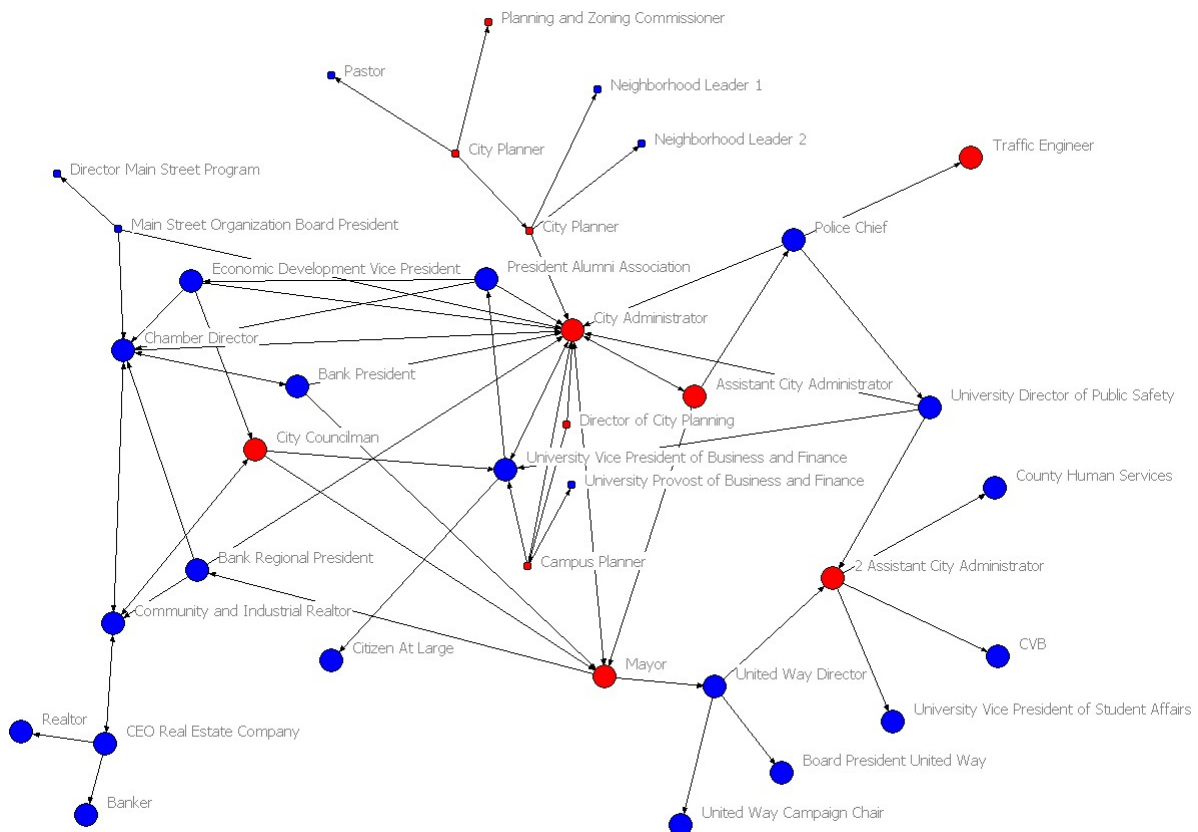 Planning and Zoning Commissioner
Pastor
Neighborhood Leader 1
Neighborhood Leader 2
City Planner
Traffic Engineer
Director Main Street Program
Main Street Organization Board President
City Planner
Police Chief
Economic Development Vice President
President Alumni Association
City Administrator
Chamber Director
Bank President
Assistant City Administrator
University Director of Public Safety
Director of City Planning
City Councilman
University Vice President of Business and Finance
County Human Services
University Provost of Business and Finance
Bank Regional President
Campus Planner
2 Assistant City Administrator
Community and Industrial Realtor
Citizen At Large
CVB
Mayor
United Way Director
University Vice President of Student Affairs
Realtor
CEO Real Estate Company
Board President United Way
Banker
United Way Campaign Chair